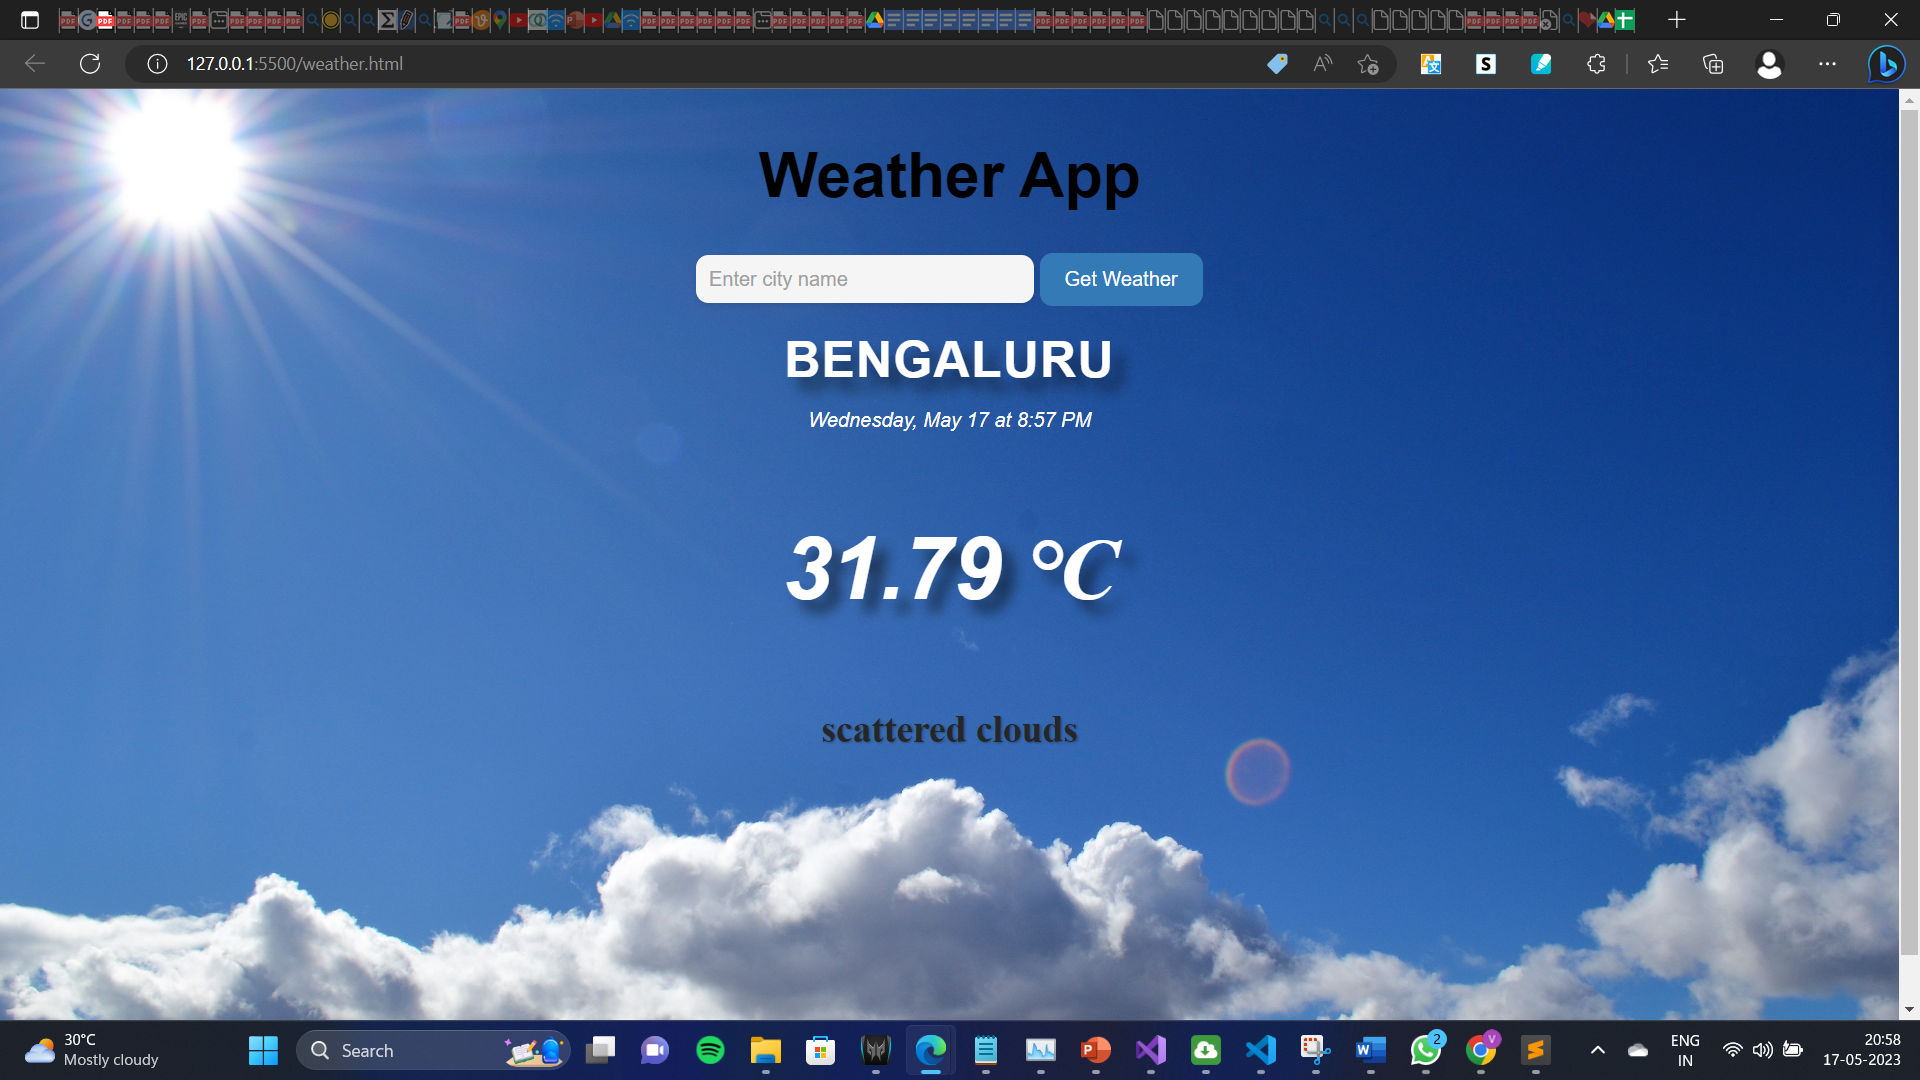 127.0.0.1:5500/weather.html
Weather App
Enter city name
Get Weather
BENGALURU
Wednesday, May 17 at 8:57 PM
31.79 °C
scattered clouds
30°C
Mostly cloudy
Search
2
V
ENG
IN
20:58
17-05-2023